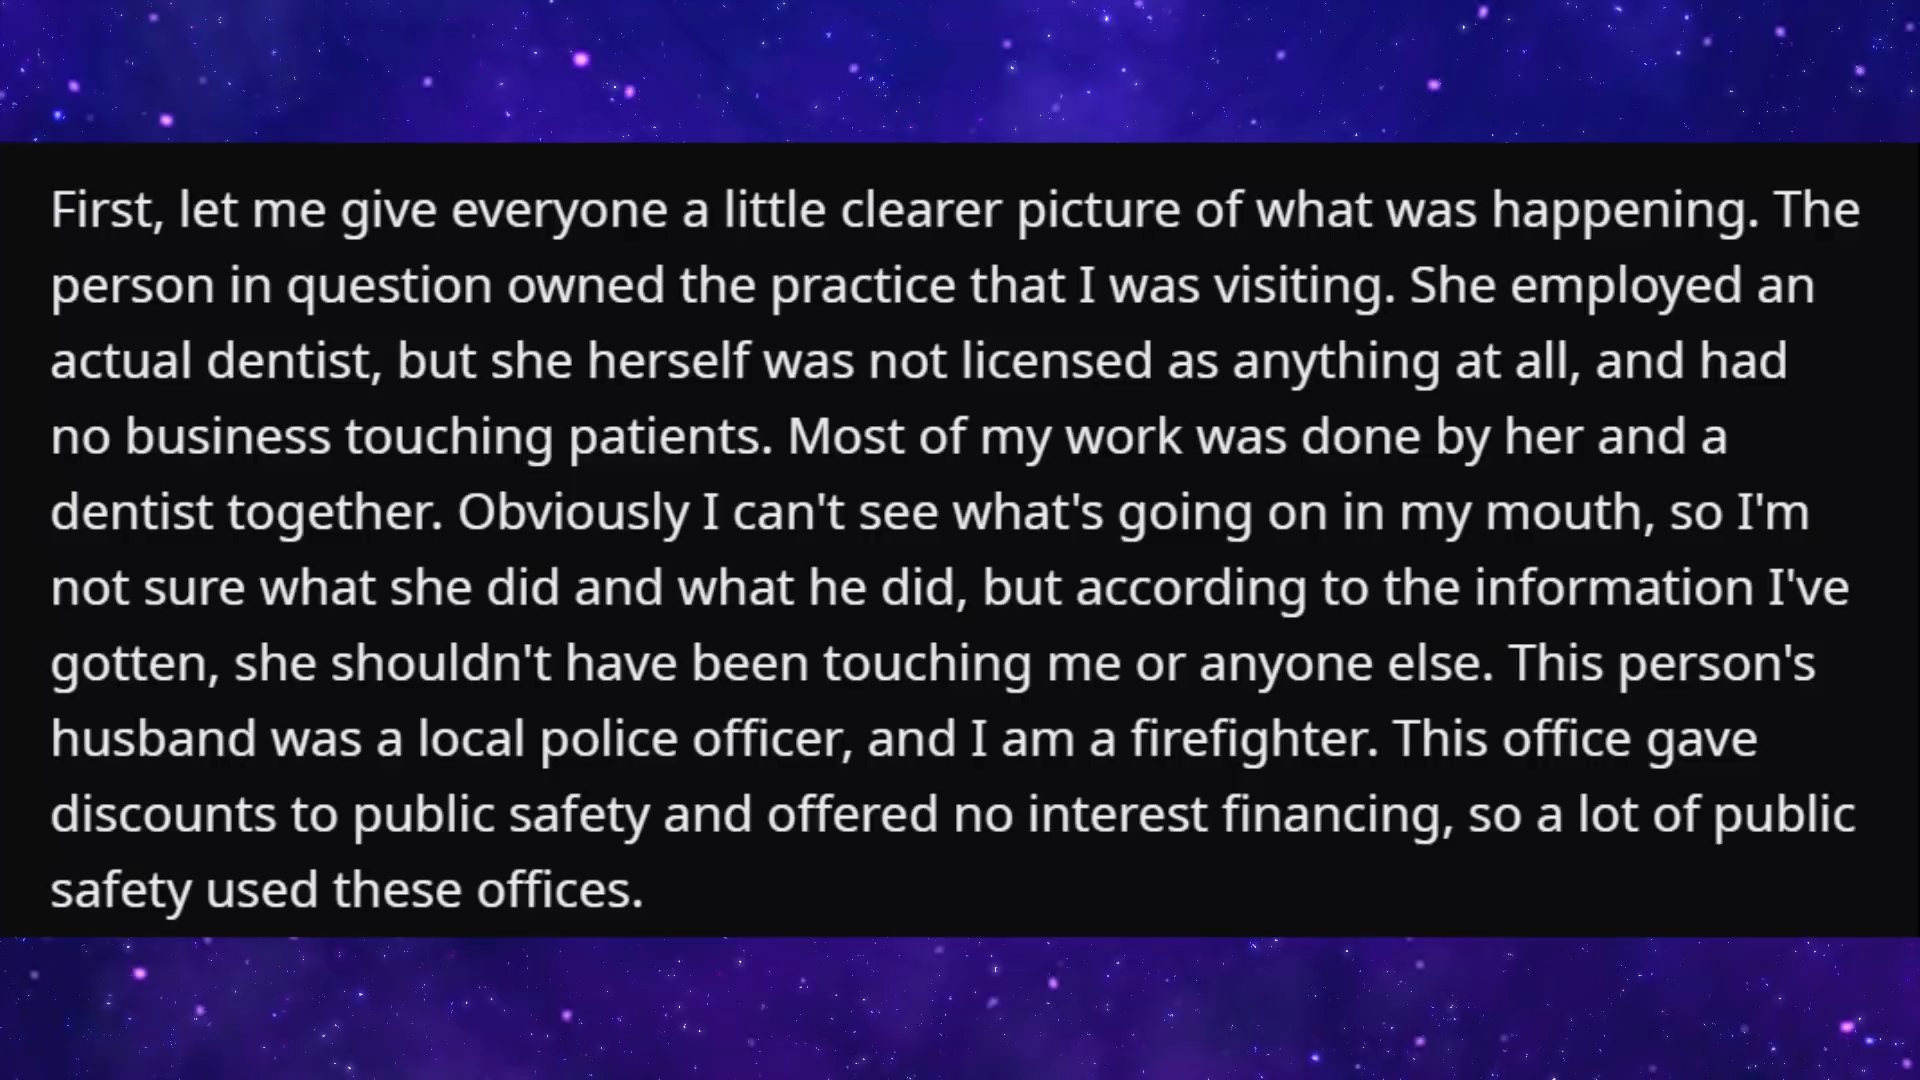 First, let me give everyone a little clearer picture of what was happening. The
person in question owned the practice that I was visiting. She employed an
actual dentist, but she herself was not licensed as anything at all, and had
no business touching patients. Most of my work was done by her and a
dentist together. Obviously I can't see what's going on in my mouth, so I'm
not sure what she did and what he did, but according to the information I've
gotten, she shouldn't have been touching me or anyone else. This person's
husband was a local police officer, and I am a firefighter. This office gave
discounts to public safety and offered no interest financing, so a lot of public
safety used these offices.